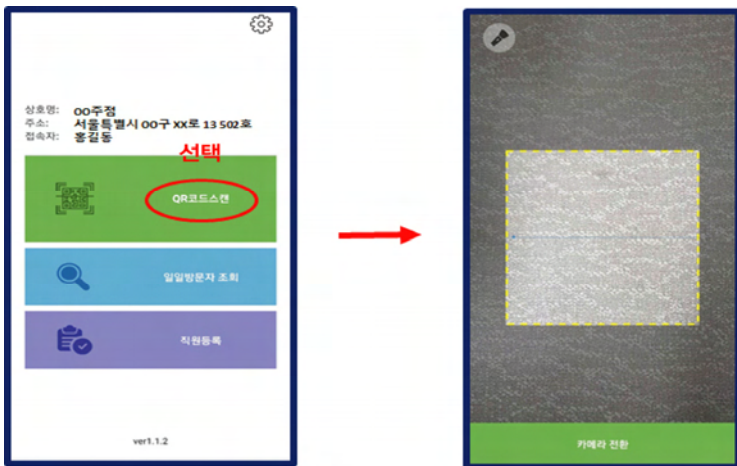 상호명: OO주점
주소: 서울특별시 OO구 XX로 13 502호
접속자: 홍길동
선택
QR코드스캔
일일방문자 조회
직원등록
ver1.1.2
카메라 전환